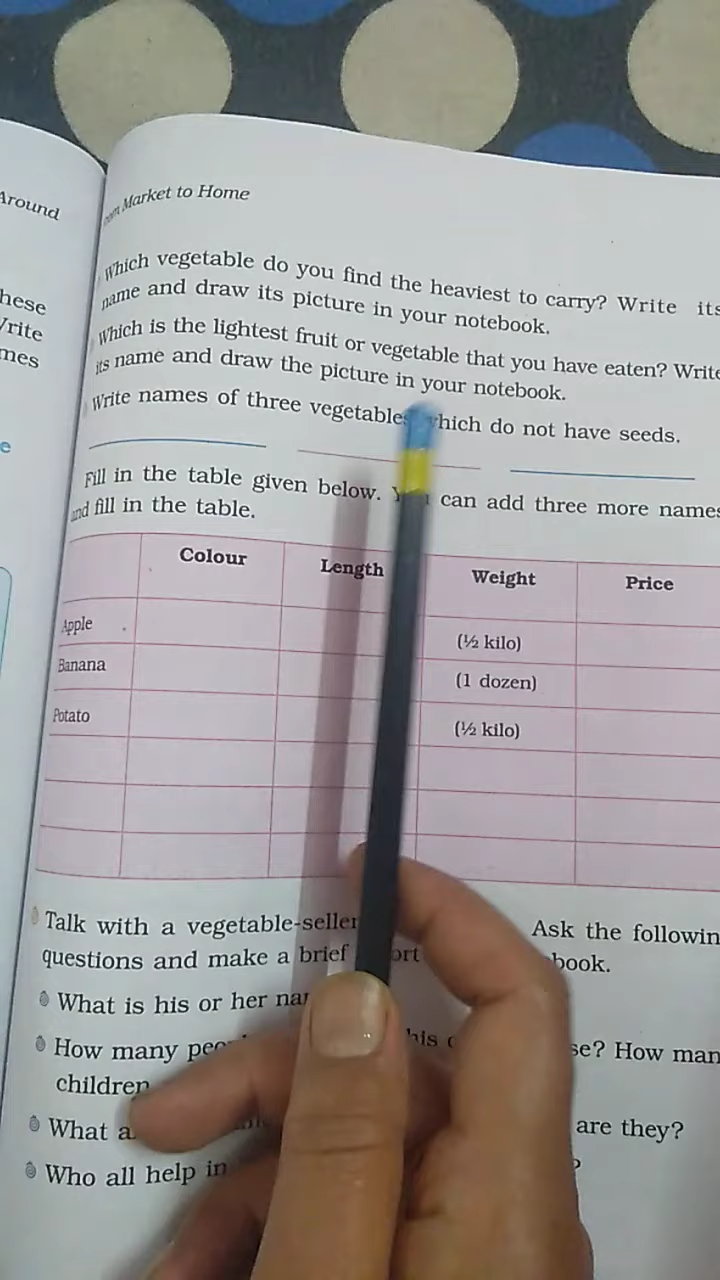 Around
hese
rite
mes
e
Market to Home
Which vegetable do you find the heaviest to carry? Write its
name and draw its picture in your notebook.
Which is the lightest fruit or vegetable that you have eaten? Write
its name and draw the picture in your notebook.
Write names of three vegetables which do not have seeds.
Fill in the table given below. can add three more names
and fill in the table.
Colour Length Weight Price
Apple (½ kilo)
Banana (1 dozen)
Potato (½ kilo)
Talk with a vegetable-seller Ask the followin
questions and make a brief ort book.
What is his or her na
How many peo his se? How man
children
What a are they?
Who all help in ?